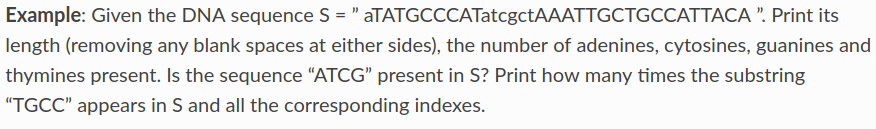 Example: Given the DNA sequence S = ” aTATGCCCATatcgctAAATTGCTGCCATTACA ”. Print its
length (removing any blank spaces at either sides), the number of adenines, cytosines, guanines and
thymines present. Is the sequence “ATCG” present in S? Print how many times the substring
“TGCC” appears in S and all the corresponding indexes.